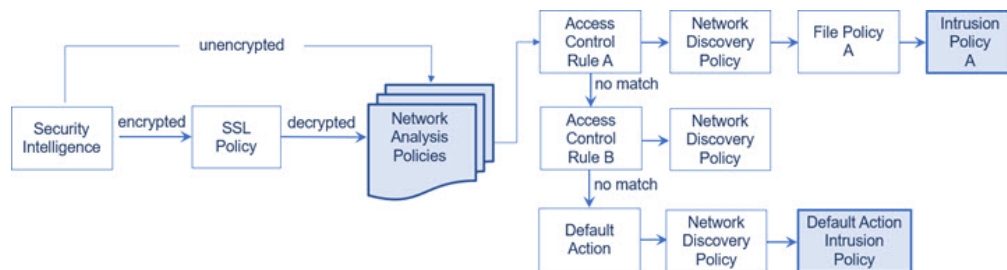 unencrypted
Security
Intelligence
encrypted
SSL
Policy
decrypted
Network
Analysis
Policies
Access
Control
Rule A
Network
Discovery
Policy
File Policy
A
Intrusion
Policy
A
no match
Access
Control
Rule B
Network
Discovery
Policy
no match
Default
Action
Network
Discovery
Policy
Default Action
Intrusion
Policy